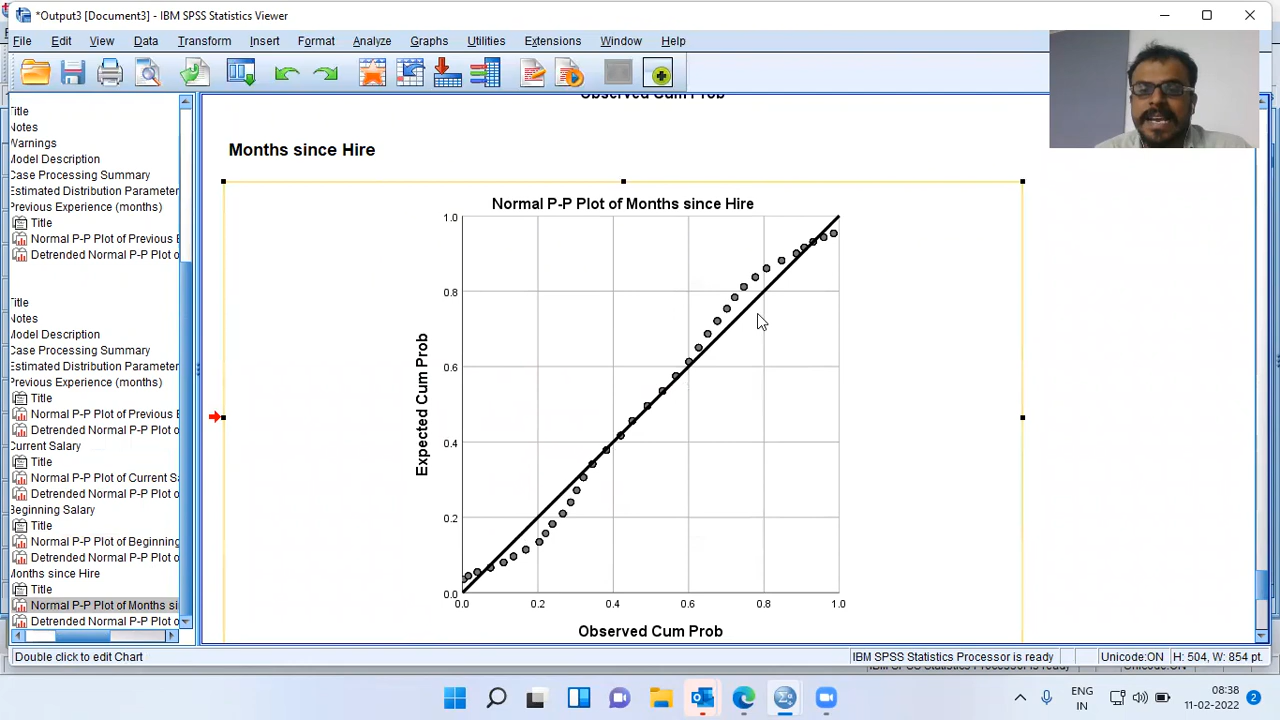 *Output3 [Document3] - IBM SPSS Statistics Viewer
File Edit View Data Transform Insert Format Analyze Graphs Utilities Extensions Window Help
Title
Notes
Warnings
Model Description
Case Processing Summary
Estimated Distribution Parameter
Previous Experience (months)
Title
Normal P-P Plot of Previous E
Detrended Normal P-P Plot o
Title
Notes
Model Description
Case Processing Summary
Estimated Distribution Parameter
Previous Experience (months)
Title
Normal P-P Plot of Previous E
Detrended Normal P-P Plot o
Current Salary
Title
Normal P-P Plot of Current Sa
Detrended Normal P-P Plot o
Beginning Salary
Title
Normal P-P Plot of Beginning
Detrended Normal P-P Plot o
Months since Hire
Title
Normal P-P Plot of Months si
Detrended Normal P-P Plot o
Observed Cum Prob
Months since Hire
Normal P-P Plot of Months since Hire
1.0
0.8
0.6
0.4
0.2
0.0
Expected Cum Prob
0.0 0.2 0.4 0.6 0.8 1.0
Observed Cum Prob
Double click to edit Chart
IBM SPSS Statistics Processor is ready
Unicode:ON
H: 504, W: 854 pt.
ENG
IN
08:38
11-02-2022
2